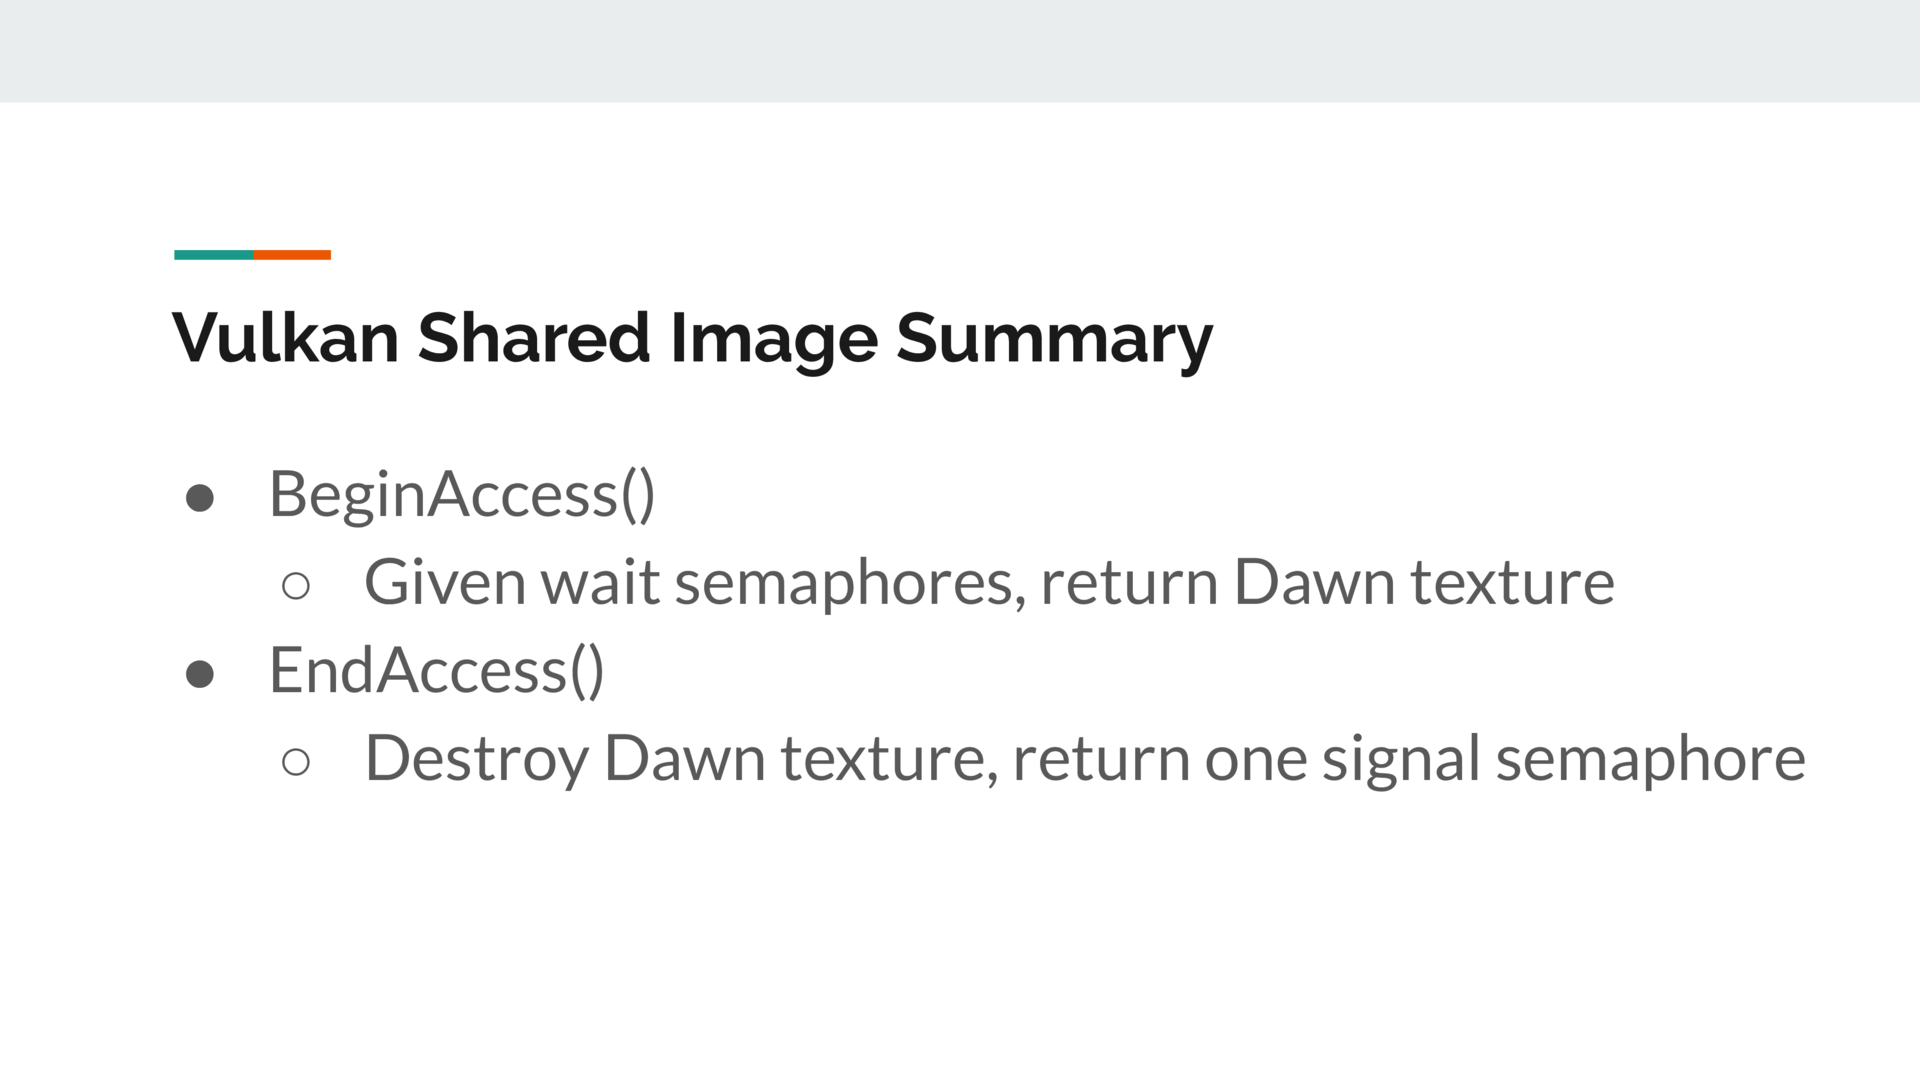 Vulkan Shared Image Summary
● BeginAccess()
○ Given wait semaphores, return Dawn texture
● EndAccess()
○ Destroy Dawn texture, return one signal semaphore